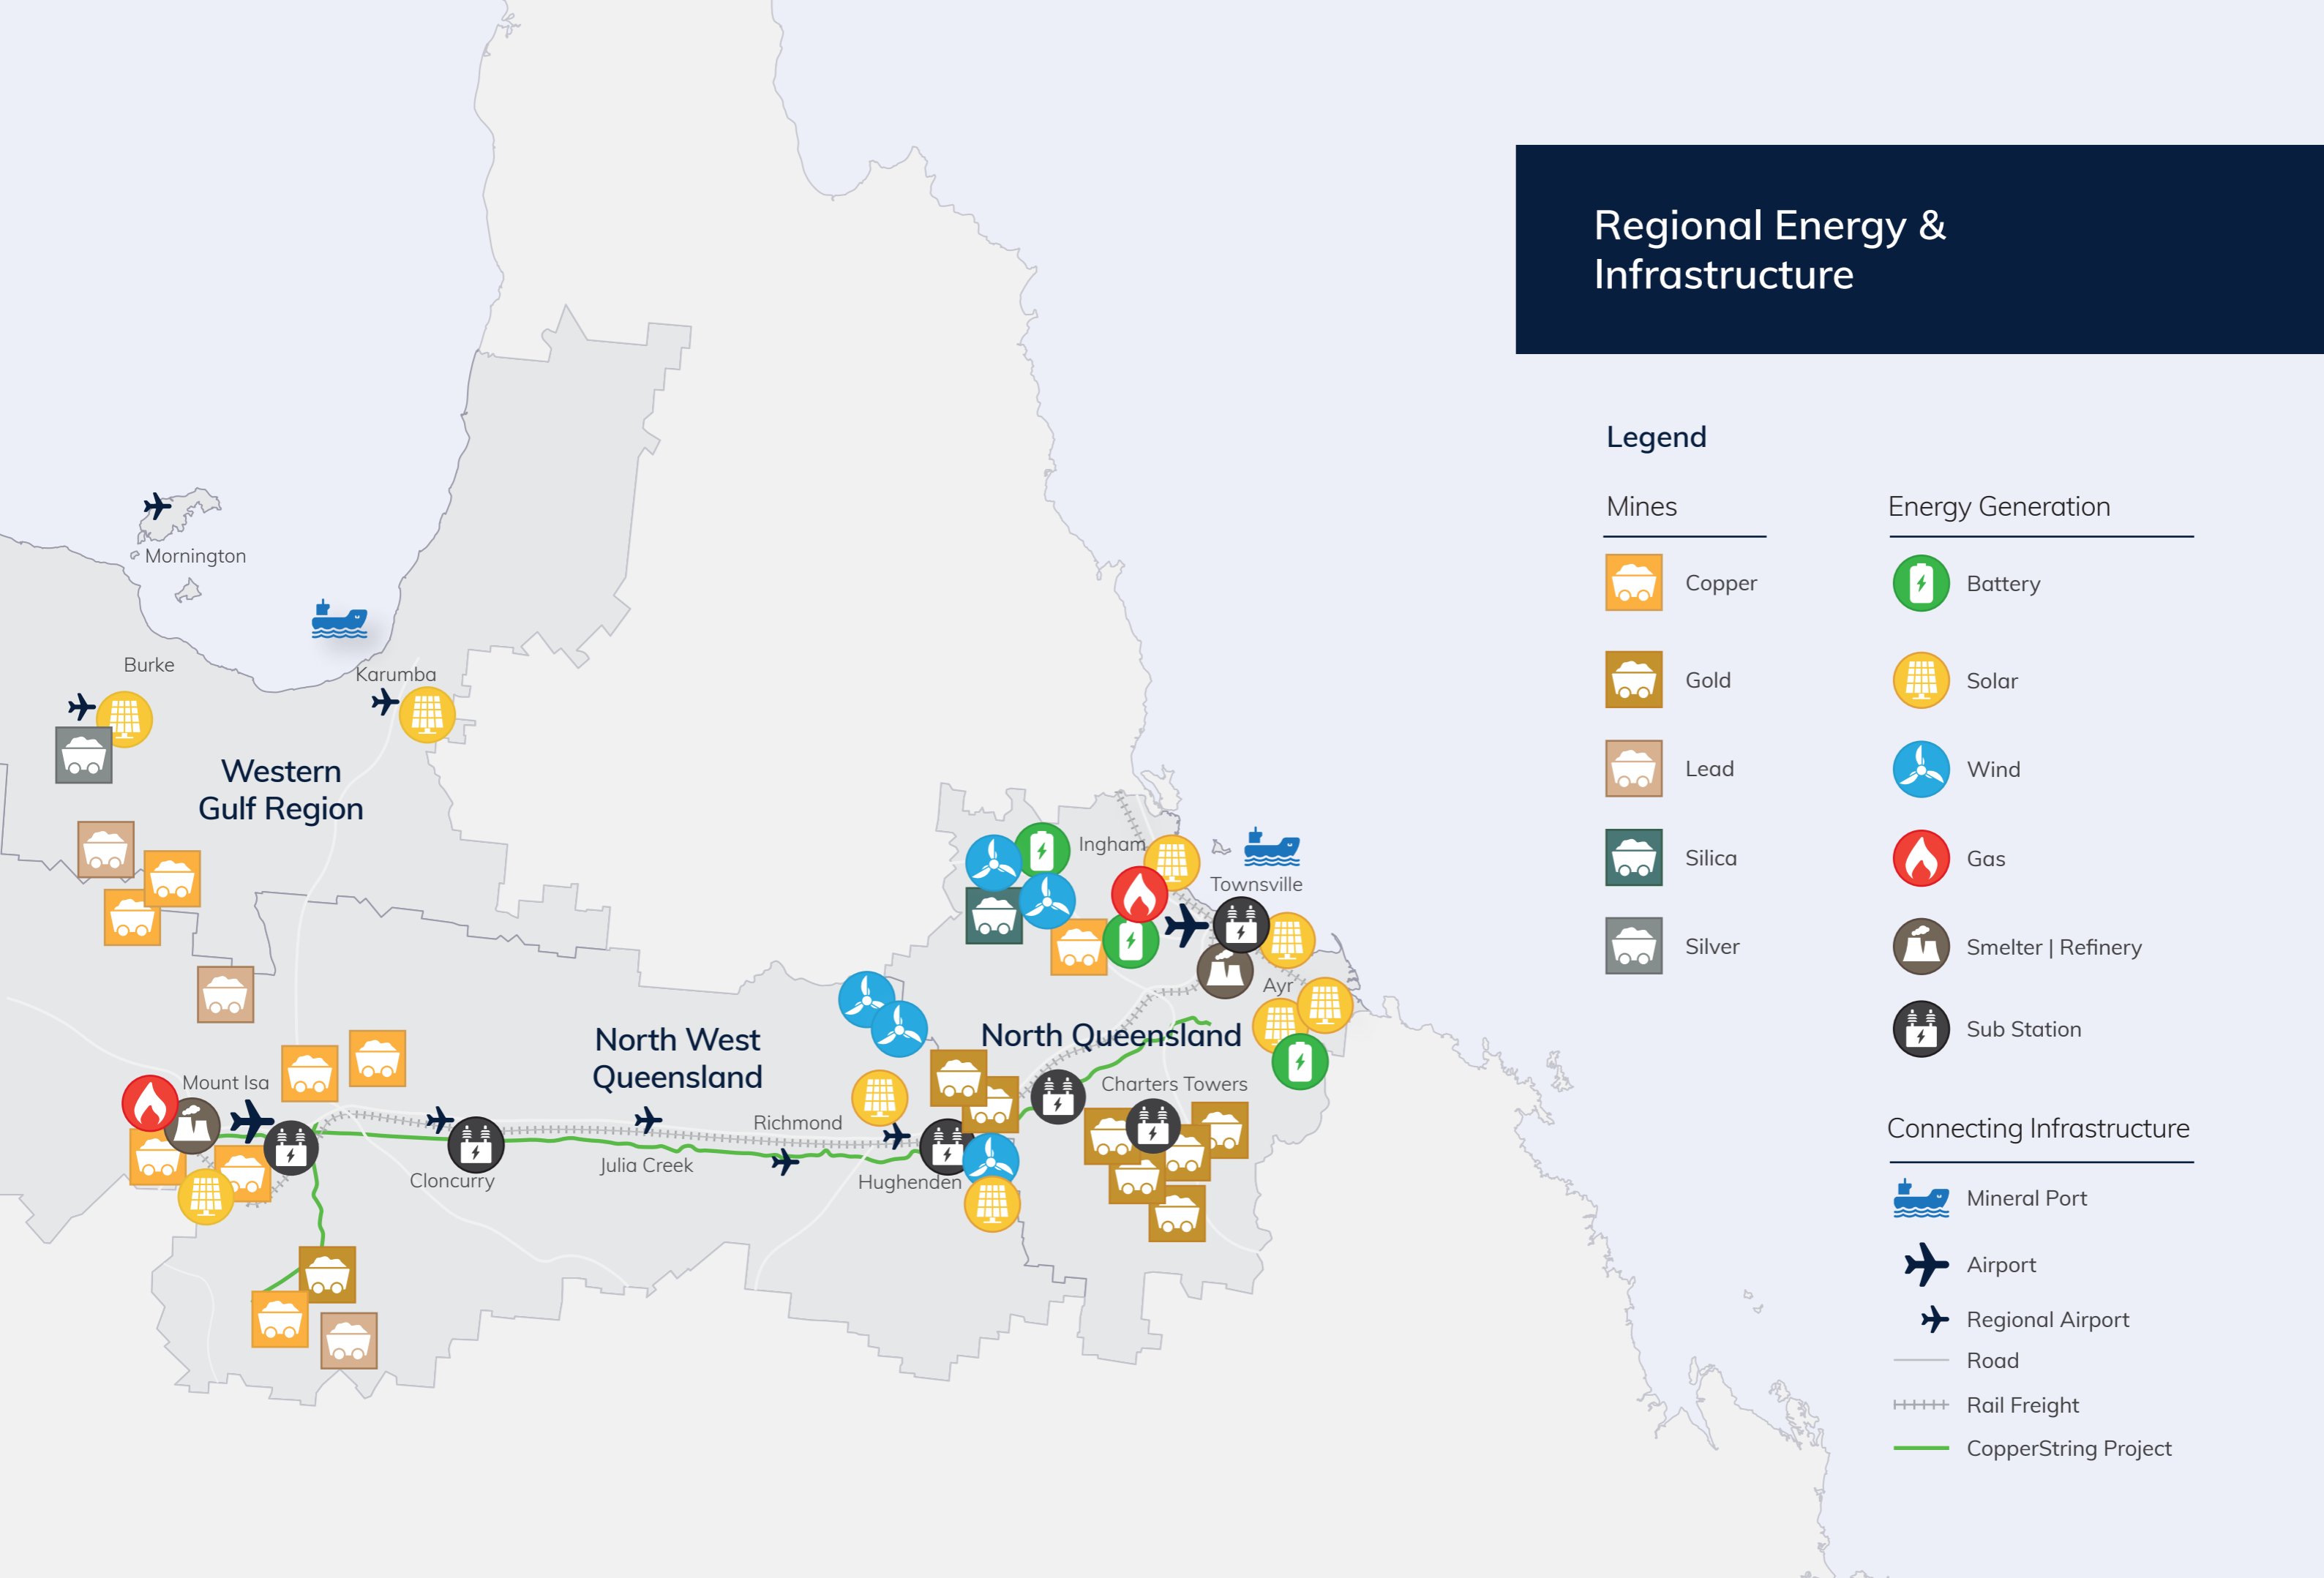 Regional Energy &
Infrastructure
Legend
Mines
Copper
Gold
Lead
Silica
Silver
Energy Generation
Battery
Solar
Wind
Gas
Smelter | Refinery
Sub Station
Connecting Infrastructure
Mineral Port
Airport
Regional Airport
Road
Rail Freight
CopperString Project
Mornington
Burke
Karumba
Western
Gulf Region
Ingham
Townsville
Ayr
North West
Queensland
North Queensland
Mount Isa
Charters Towers
Richmond
Julia Creek
Cloncurry
Hughenden